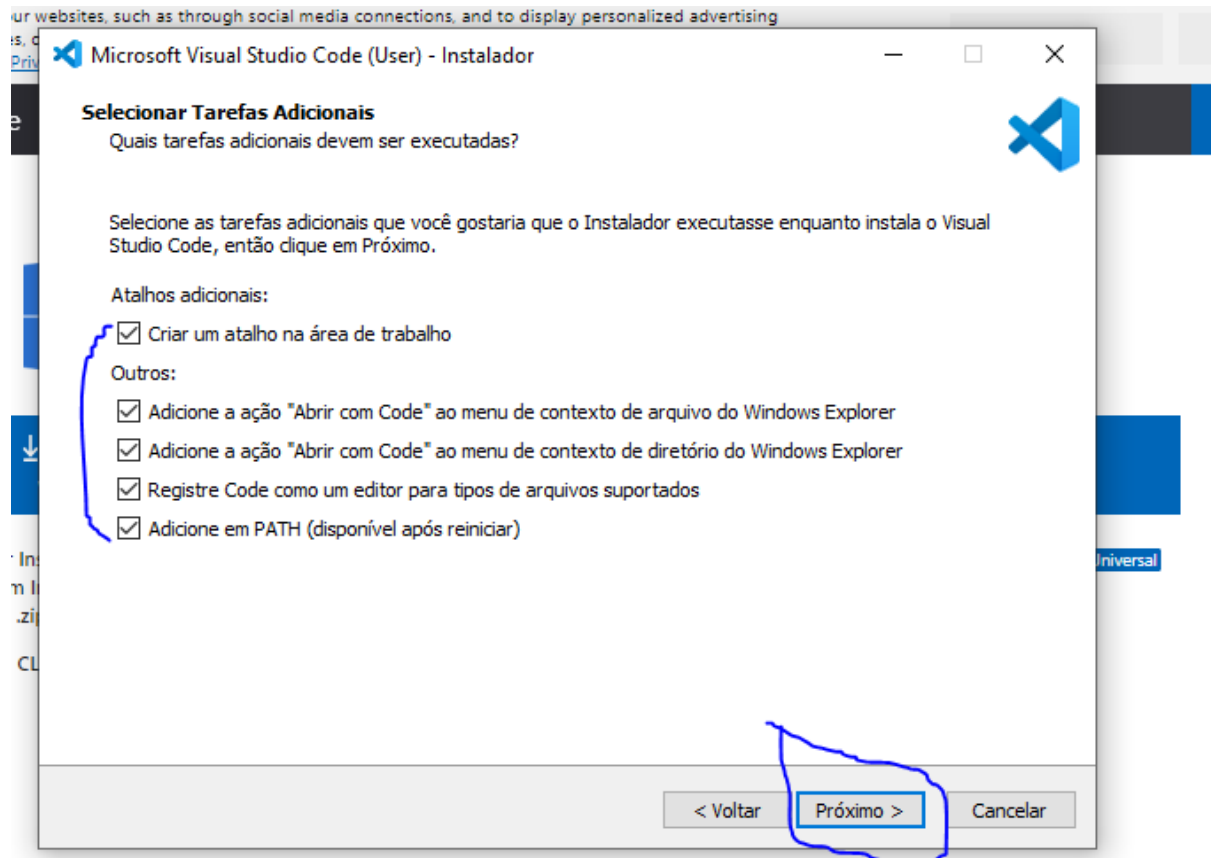 ur websites, such as through social media connections, and to display personalized advertising
Priv
Microsoft Visual Studio Code (User) - Instalador
Selecionar Tarefas Adicionais
Quais tarefas adicionais devem ser executadas?
Selecione as tarefas adicionais que você gostaria que o Instalador executasse enquanto instala o Visual
Studio Code, então clique em Próximo.
Atalhos adicionais:
Criar um atalho na área de trabalho
Outros:
Adicione a ação "Abrir com Code" ao menu de contexto de arquivo do Windows Explorer
Adicione a ação "Abrir com Code" ao menu de contexto de diretório do Windows Explorer
Registre Code como um editor para tipos de arquivos suportados
Adicione em PATH (disponível após reiniciar)
Universal
.zip
CL
< Voltar
Próximo >
Cancelar